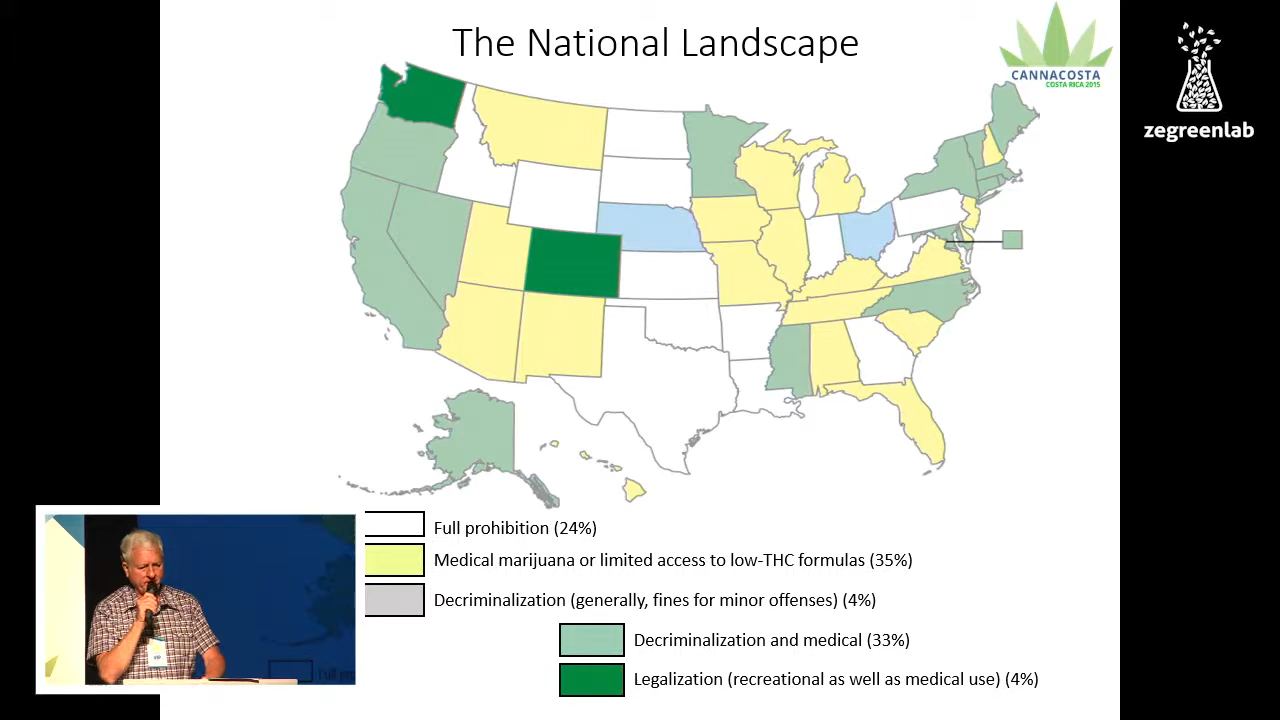 The National Landscape
CANNACOSTA
COSTA RICA 2015
zegreenlab
Full prohibition (24%)
Medical marijuana or limited access to low-THC formulas (35%)
Decriminalization (generally, fines for minor offenses) (4%)
Decriminalization and medical (33%)
Legalization (recreational as well as medical use) (4%)
VIP